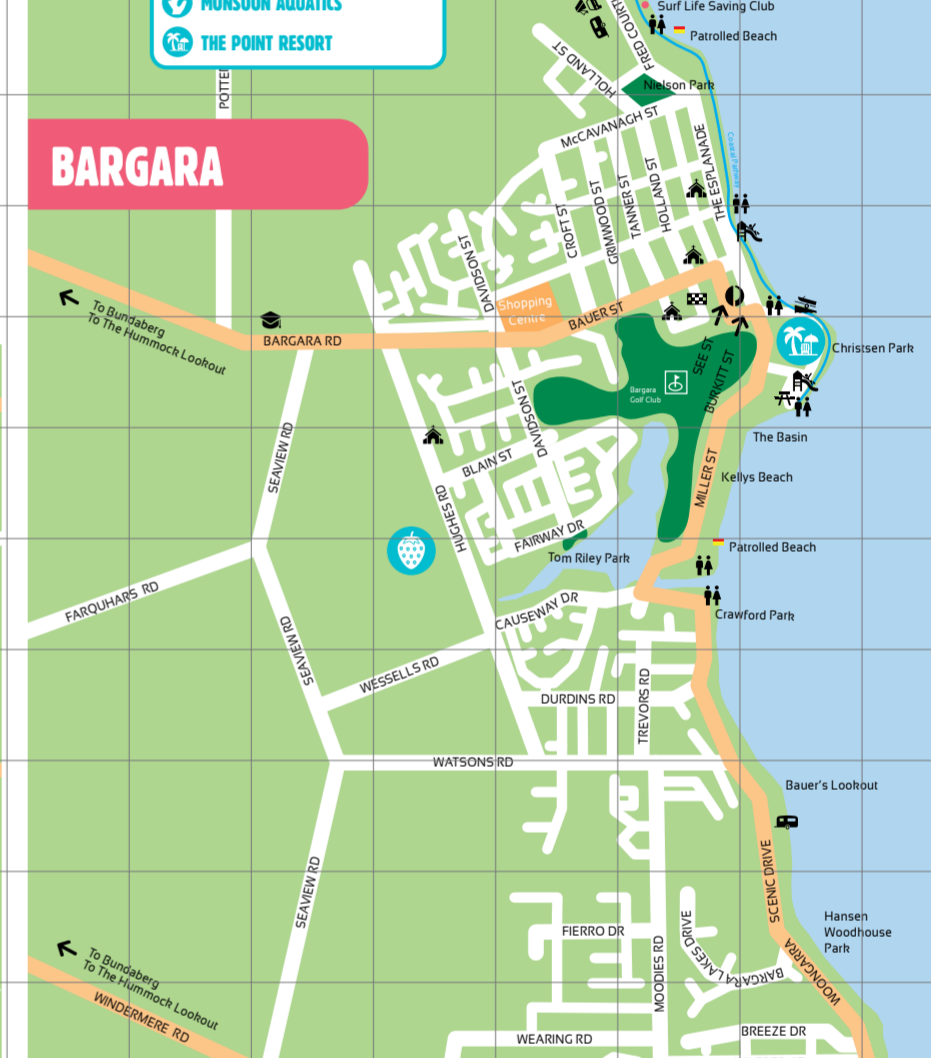 MONSOON AQUATICS
THE POINT RESORT
Surf Life Saving Club
Patrolled Beach
FRED COURT
HOLLAND ST
Nielson Park
McCAVANAGH ST
BARGARA
THE ESPLANADE
Coastal Pathway
HOLLAND ST
TANNER ST
GRIMWOOD ST
CROFT ST
DAVIDSON ST
To Bundaberg
To The Hummock Lookout
Shopping
Centre
BAUER ST
BARGARA RD
SEE ST
BURKITT ST
Christsen Park
Bargara
Golf Club
DAVIDSON ST
The Basin
SEAVIEW RD
BLAIN ST
MILLER ST
Kellys Beach
HUGHES RD
FAIRWAY DR
Patrolled Beach
Tom Riley Park
FARQUHARS RD
CAUSEWAY DR
Crawford Park
SEAVIEW RD
WESSELLS RD
DURDINS RD
TREVORS RD
WATSONS RD
Bauer's Lookout
SEAVIEW RD
SCENIC DRIVE
Hansen
Woodhouse
Park
FIERRO DR
MOODIES RD
BARGARA LAKES DRIVE
WOONGARRA
To Bundaberg
To The Hummock Lookout
WINDERMERE RD
WEARING RD
BREEZE DR